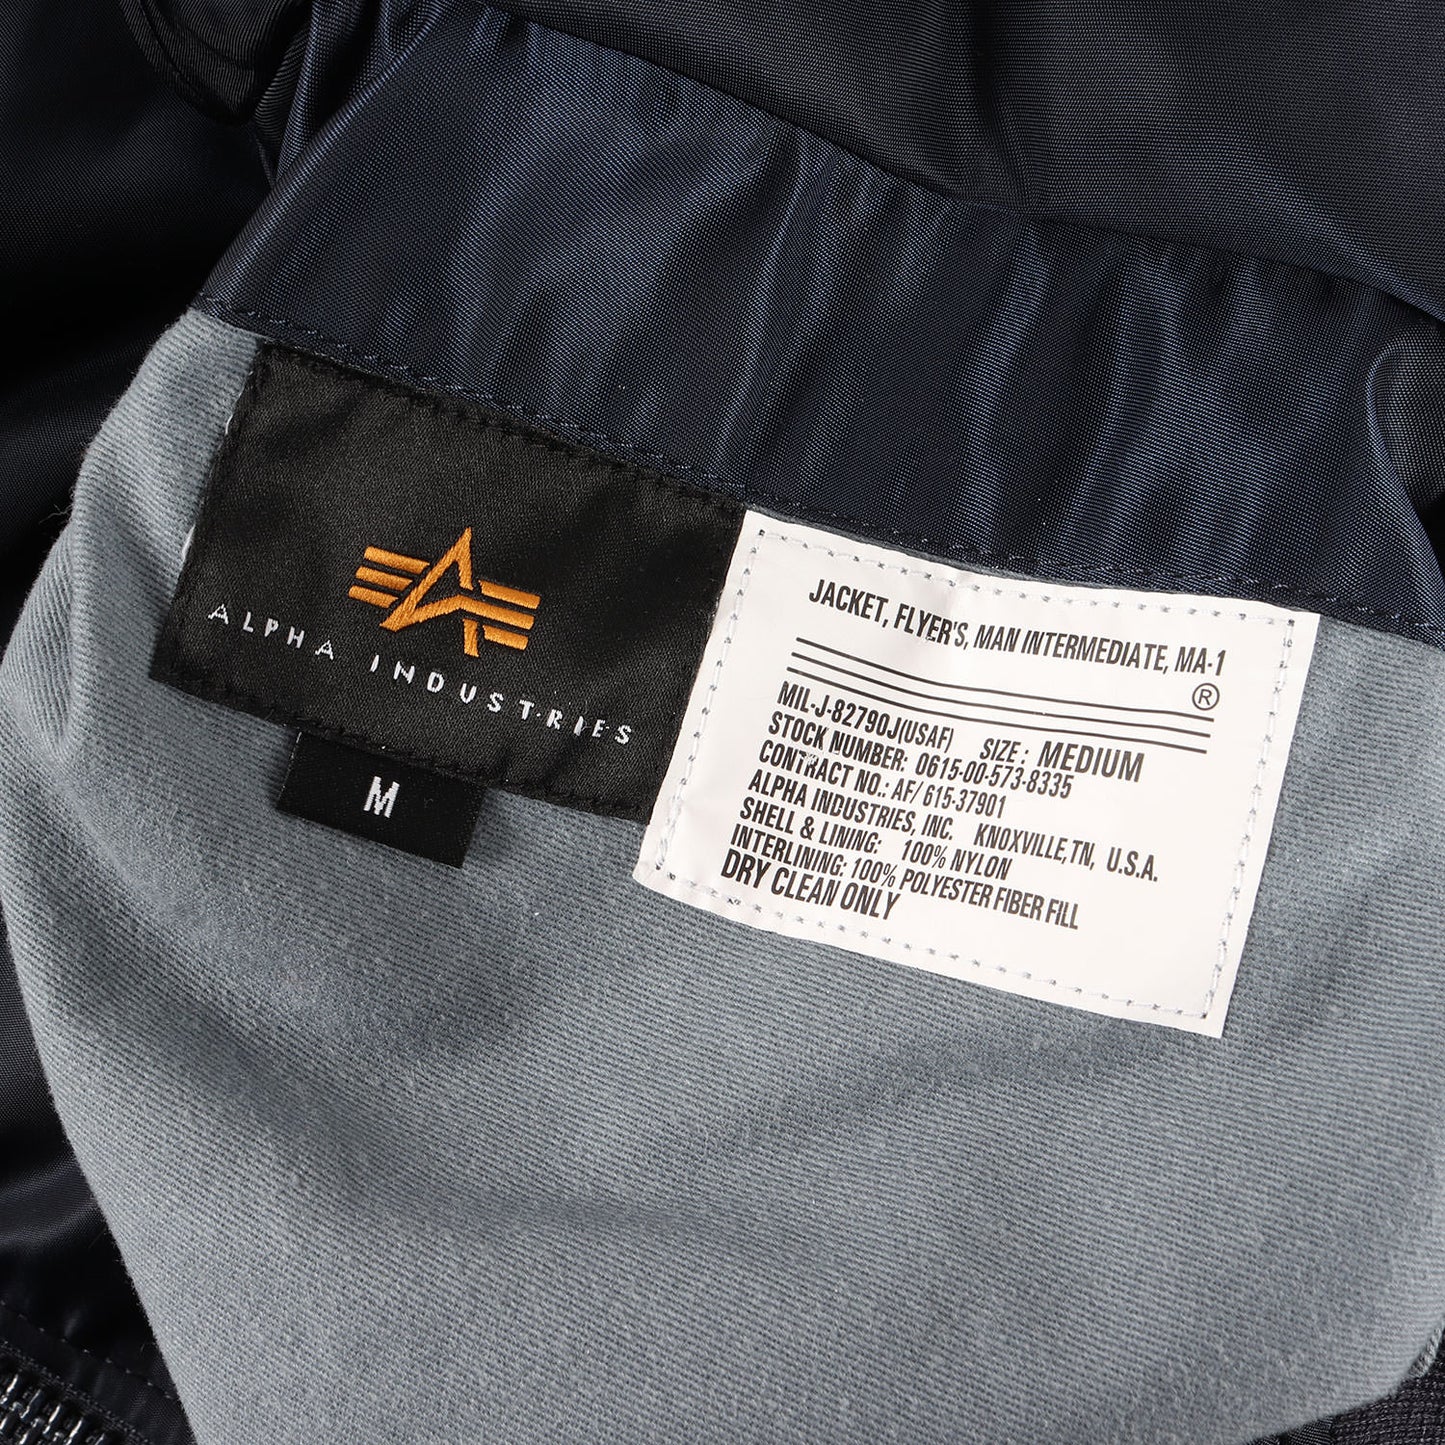 ALPHA INDUSTRIES
M
JACKET, FLYER'S, MAN INTERMEDIATE, MA-1
®
MIL-J-82790J(USAF) SIZE: MEDIUM
STOCK NUMBER: 0615-00-573-8335
CONTRACT NO.: AF/ 615-37901
ALPHA INDUSTRIES, INC. KNOXVILLE,TN, U.S.A.
SHELL & LINING: 100% NYLON
INTERLINING: 100% POLYESTER FIBER FILL
DRY CLEAN ONLY